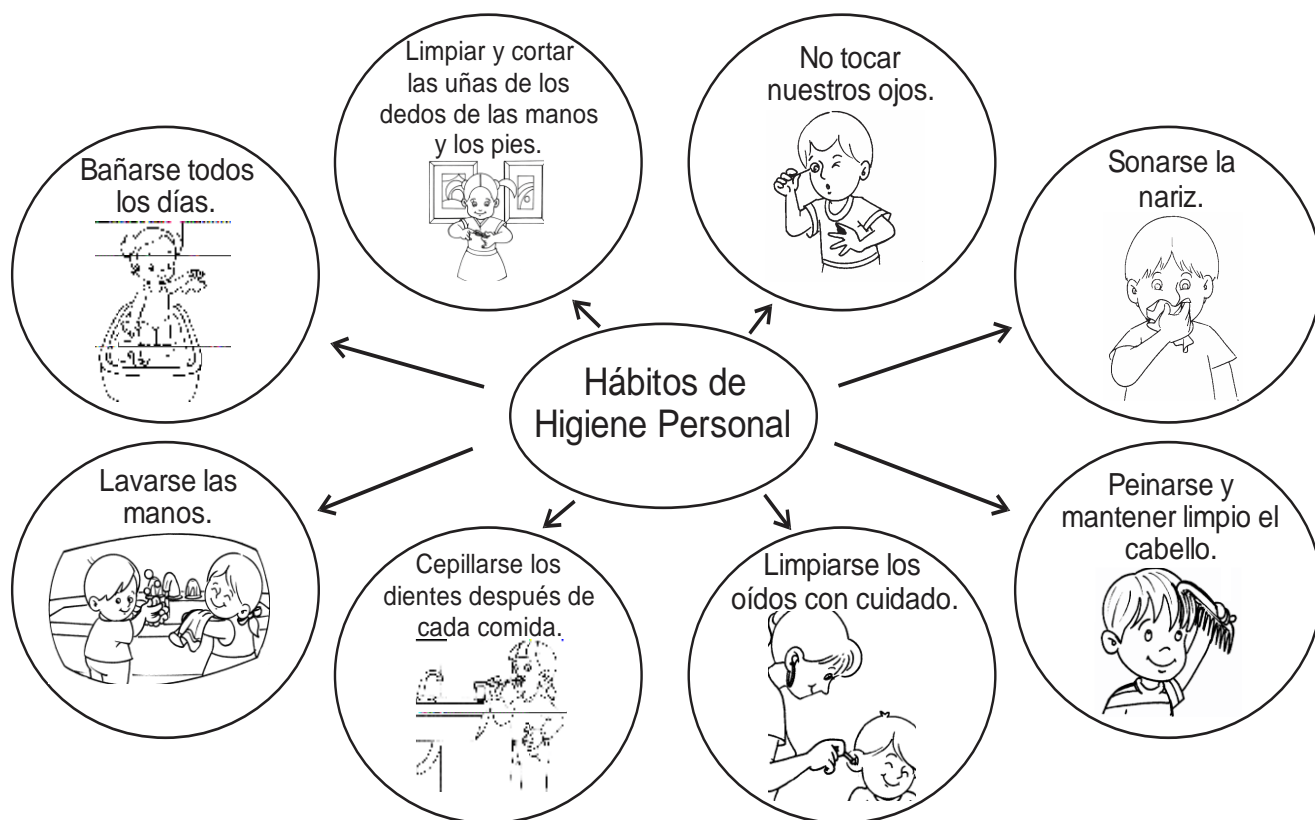 Hábitos de
Higiene Personal
Limpiar y cortar
las uñas de los
dedos de las manos
y los pies.
No tocar
nuestros ojos.
Sonarse la
nariz.
Peinarse y
mantener limpio el
cabello.
Limpiarse los
oídos con cuidado.
Cepillarse los
dientes después de
cada comida.
Lavarse las
manos.
Bañarse todos
los días.